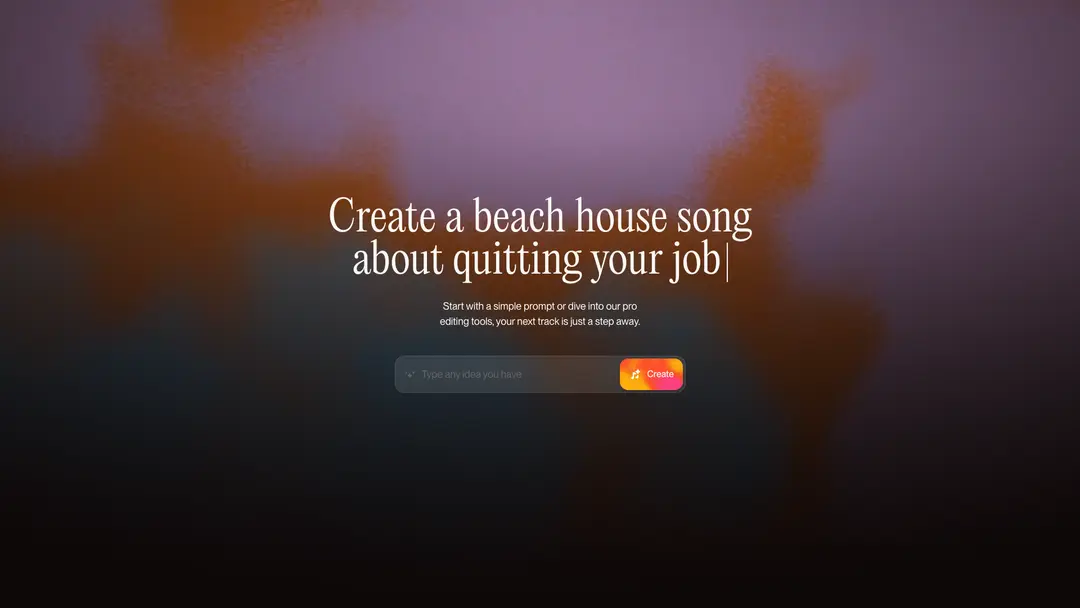 Create a beach house song
about quitting your job
Start with a simple prompt or dive into our pro
editing tools, your next track is just a step away.
Type any idea you have
Create